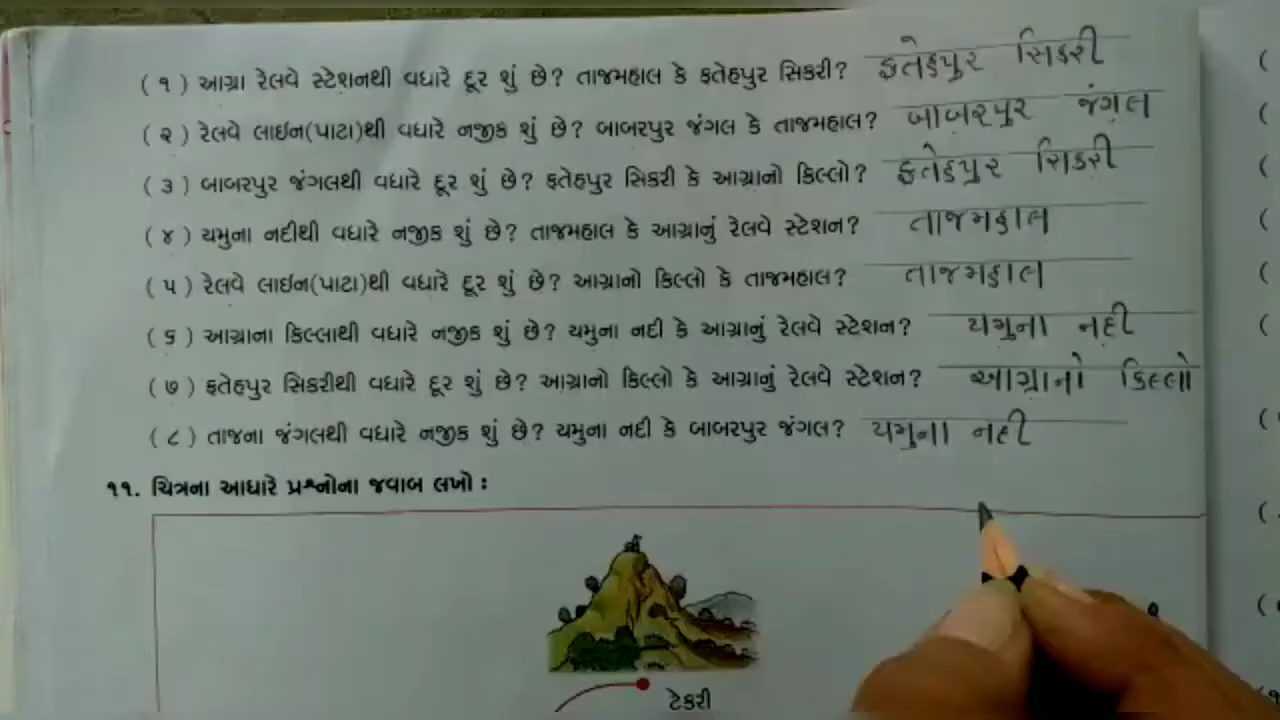 (૧) આગ્રા રેલવે સ્ટેશનથી વધારે દૂર શું છે? તાજમહાલ કે ફતેહપુર સિકરી? ફતેહપુર સિકરી
(૨) રેલવે લાઇન(પાટા)થી વધારે નજીક શું છે? બાબરપુર જંગલ કે તાજમહાલ? બાબરપુર જંગલ
(૩) બાબરપુર જંગલથી વધારે દૂર શું છે? ફતેહપુર સિકરી કે આગ્રાનો કિલ્લો? ફતેહપુર સિકરી
(૪) યમુના નદીથી વધારે નજીક શું છે? તાજમહાલ કે આગ્રાનું રેલવે સ્ટેશન? તાજમહાલ
(૫) રેલવે લાઇન(પાટા)થી વધારે દૂર શું છે? આગ્રાનો કિલ્લો કે તાજમહાલ? તાજમહાલ
(૬) આગ્રાના કિલ્લાથી વધારે નજીક શું છે? યમુના નદી કે આગ્રાનું રેલવે સ્ટેશન? યમુના નદી
(૭) ફતેહપુર સિકરીથી વધારે દૂર શું છે? આગ્રાનો કિલ્લો કે આગ્રાનું રેલવે સ્ટેશન? આગ્રાનો કિલ્લો
(૮) તાજના જંગલથી વધારે નજીક શું છે? યમુના નદી કે બાબરપુર જંગલ? યમુના નદી
૧૧. ચિત્રના આધારે પ્રશ્નોના જવાબ લખો :
ટેકરી